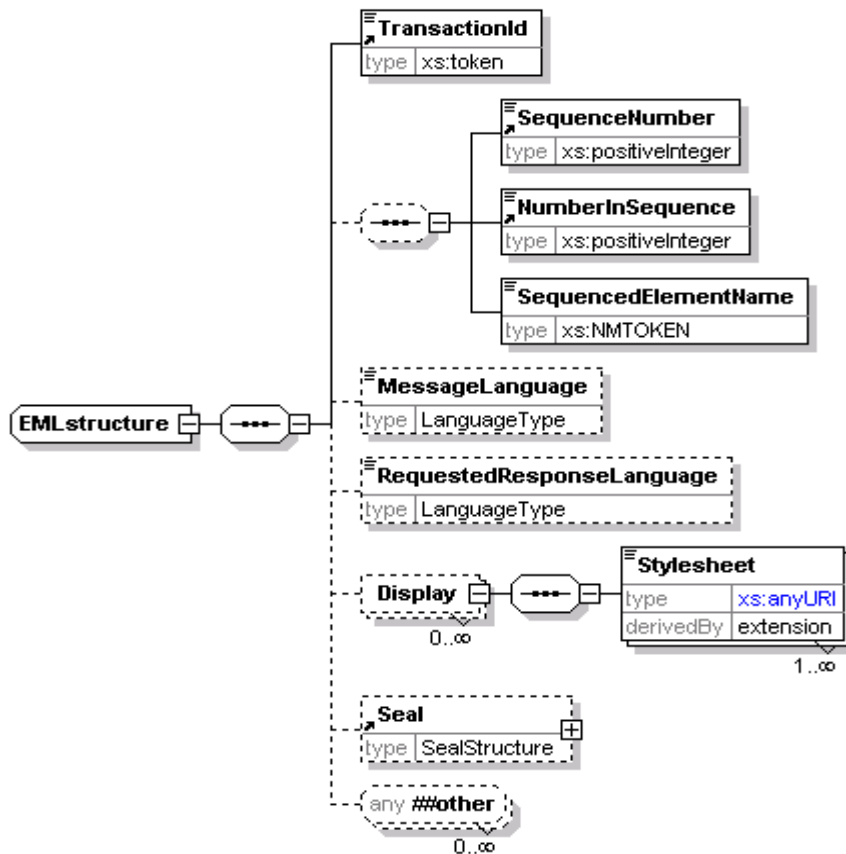 TransactionId
type xs:token
SequenceNumber
type xs:positiveInteger
NumberInSequence
type xs:positiveInteger
SequencedElementName
type xs:NMTOKEN
MessageLanguage
type LanguageType
EMLstructure
RequestedResponseLanguage
type LanguageType
Stylesheet
Display
type xs:anyURI
derivedBy extension
0..∞
1..∞
Seal
type SealStructure
any ##other
0..∞